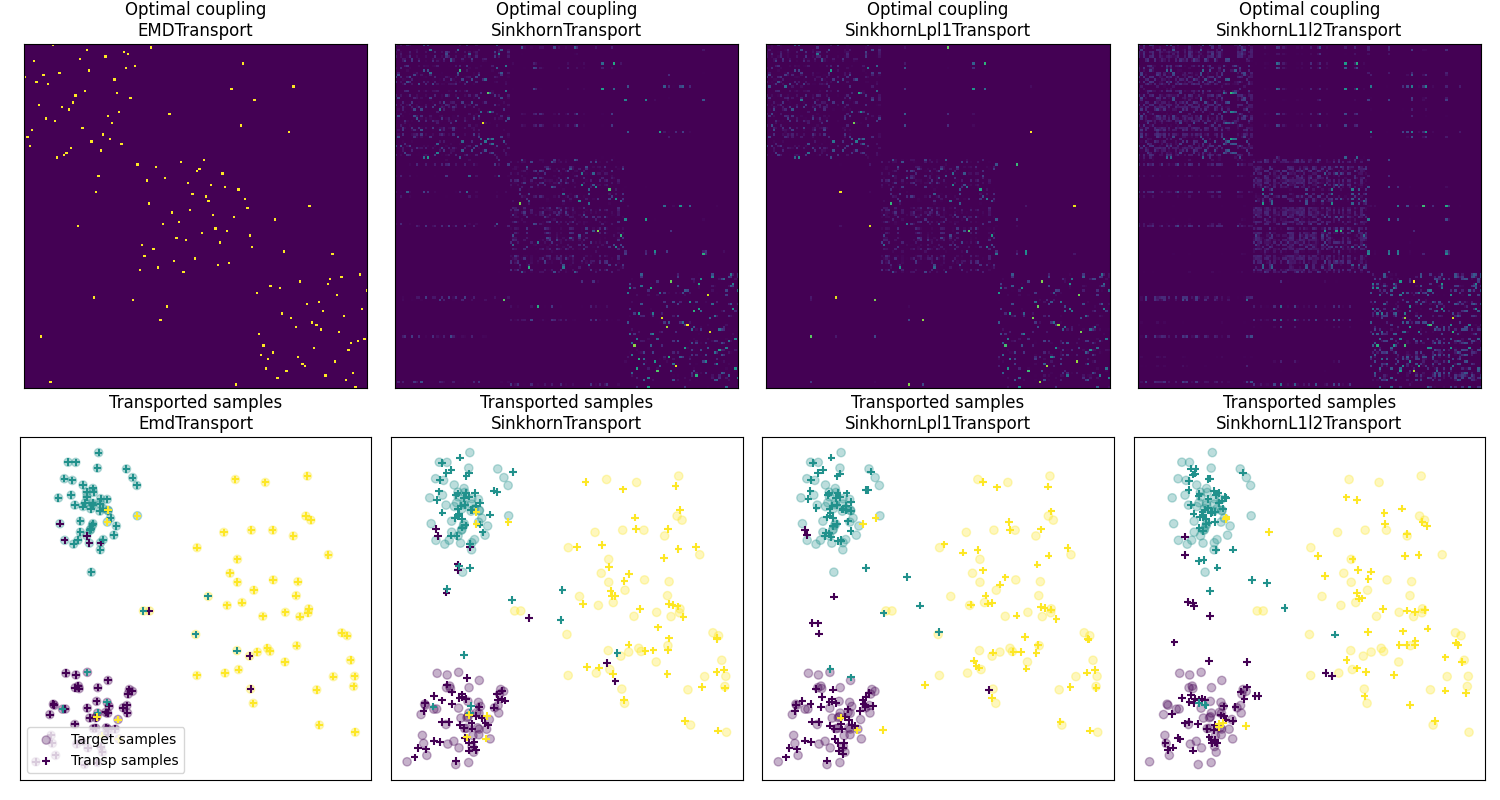 Optimal coupling
EMDTransport
Optimal coupling
SinkhornTransport
Optimal coupling
SinkhornLpl1Transport
Optimal coupling
SinkhornL1l2Transport
Transported samples
EmdTransport
Transported samples
SinkhornTransport
Transported samples
SinkhornLpl1Transport
Transported samples
SinkhornL1l2Transport
Target samples
Transp samples